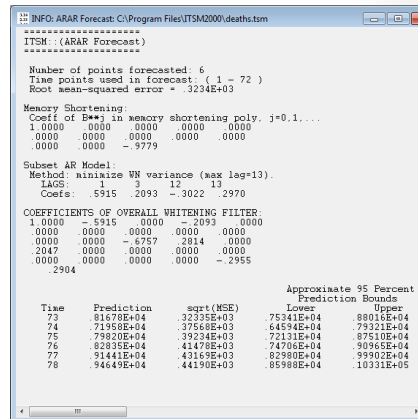 INFO: ARAR Forecast: C:\Program Files\ITSM2000\deaths.tsm
====================
ITSM::(ARAR Forecast)
====================
Number of points forecasted: 6
Time points used in forecast: ( 1 - 72 )
Root mean-squared error = .3234E+03
Memory Shortening:
Coeff of B**j in memory shortening poly, j=0,1,...
1.0000 .0000 .0000 .0000 .0000
.0000 .0000 .0000 .0000 .0000
.0000 .0000 -.9779
Subset AR Model:
Method: minimize WN variance (max lag=13).
LAGS: 1 3 12 13
Coefs: .5915 .2093 -.3022 .2970
COEFFICIENTS OF OVERALL WHITENING FILTER:
1.0000 -.5915 .0000 -.2093 .0000
.0000 .0000 .0000 .0000 .0000
.0000 .0000 -.6757 .2814 .0000
.2047 .0000 .0000 .0000 .0000
.0000 .0000 .0000 .0000 -.2955
.2904
Approximate 95 Percent
Prediction Bounds
Time Prediction sqrt(MSE) Lower Upper
73 .81678E+04 .32335E+03 .75341E+04 .88016E+04
74 .71958E+04 .37568E+03 .64594E+04 .79321E+04
75 .79820E+04 .39234E+03 .72131E+04 .87510E+04
76 .82835E+04 .41478E+03 .74706E+04 .90965E+04
77 .91441E+04 .43169E+03 .82980E+04 .99902E+04
78 .94649E+04 .44190E+03 .85988E+04 .10331E+05